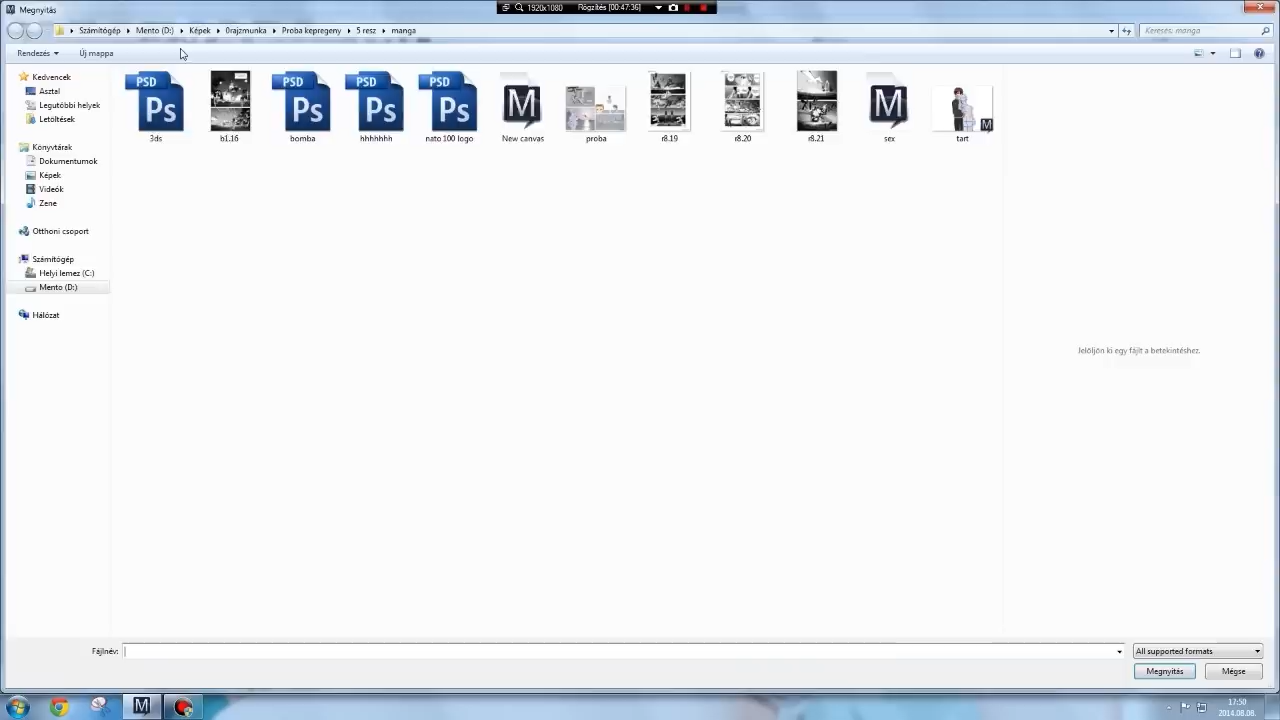 Megnyitás
1920x1080 Rögzítés [00:47:36]
Számítógép Mento (D:) Képek 0rajzmunka Proba kepregeny 5 resz manga
Keresés: manga
Rendezés Új mappa
Kedvencek
Asztal
Legutóbbi helyek
Letöltések
Könyvtárak
Dokumentumok
Képek
Videók
Zene
Otthoni csoport
Számítógép
Helyi lemez (C:)
Mento (D:)
Hálózat
PSD PSD PSD PSD
Ps Ps Ps Ps M M M
3ds b1.16 bomba hhhhhhh nato 100 logo New canvas proba r8.19 r8.20 r8.21 sex tart
Jelöljön ki egy fájlt a betekintéshez.
Fájlnév: All supported formats
Megnyitás Mégse
M
17:50
2014.08.08.